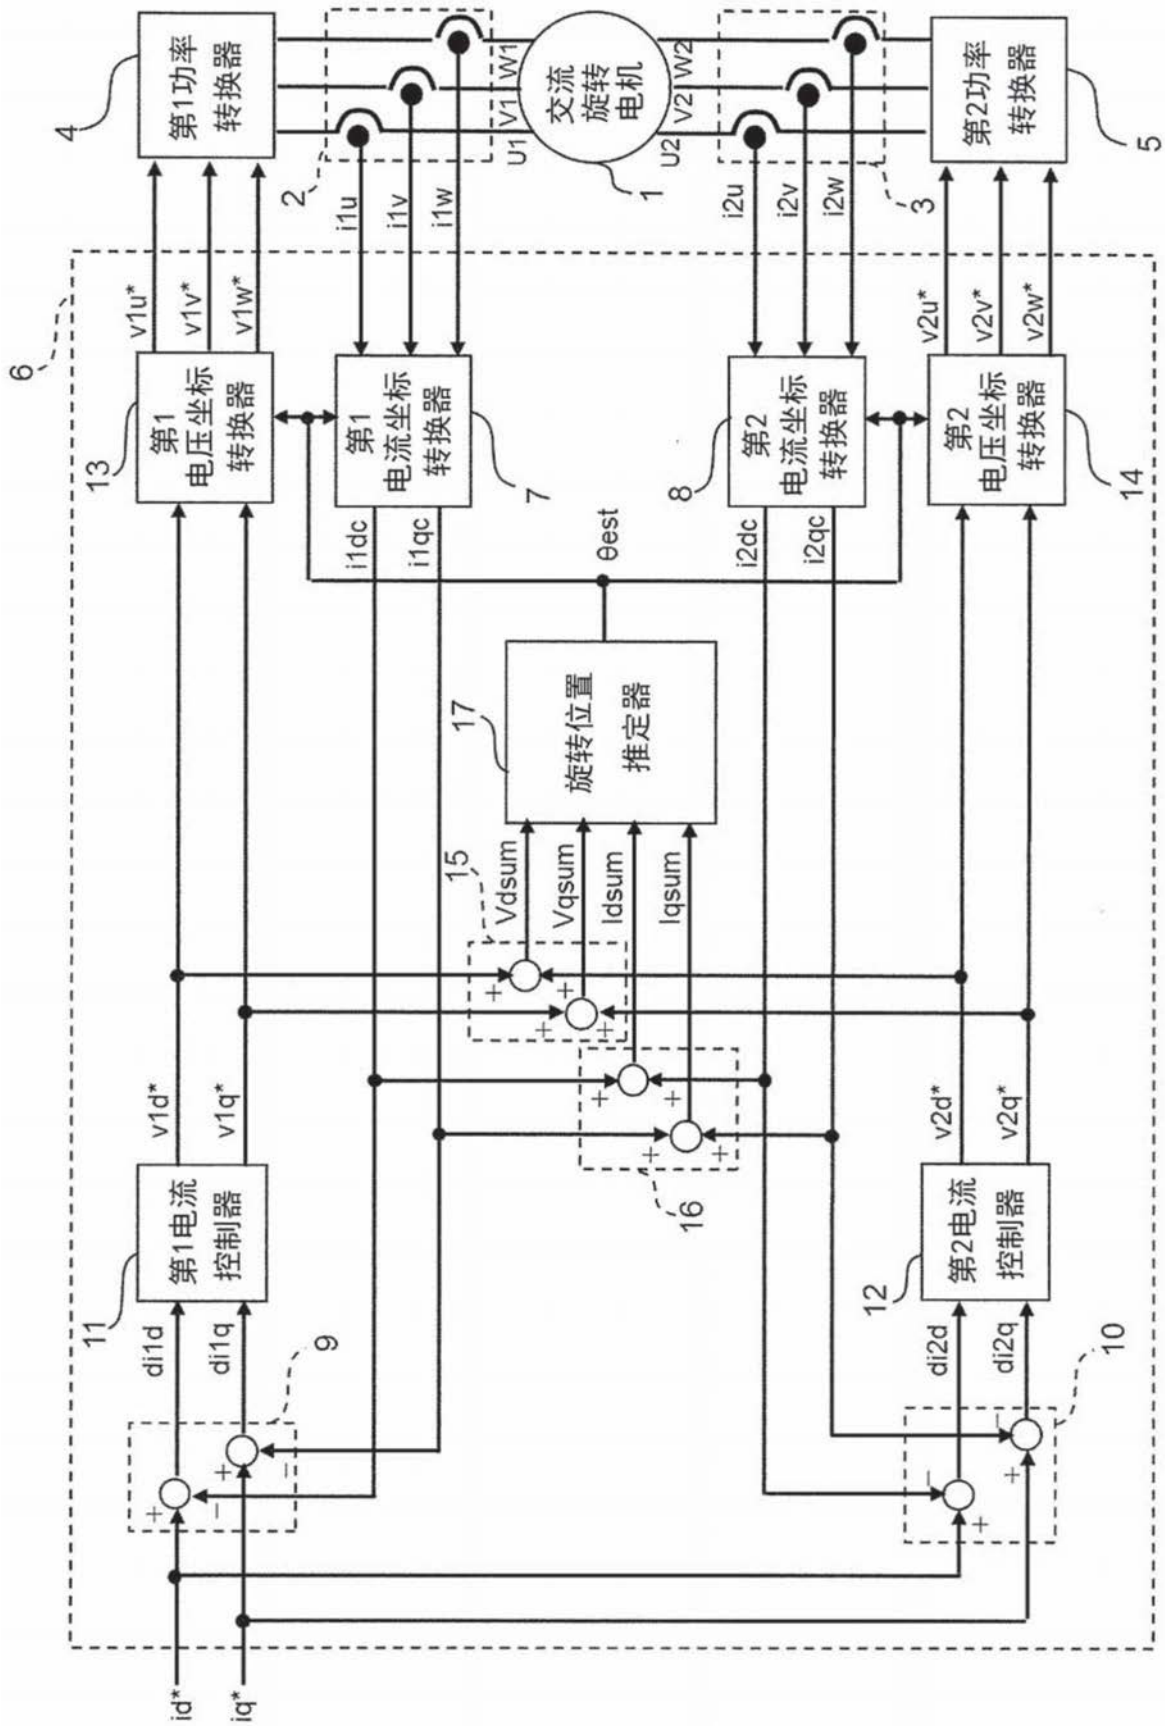 6
13
第1
电压坐标
转换器
v1u*
v1v*
v1w*
4
第1功率
转换器
2
i1u
i1v
i1w
U1
V1
W1
交流
旋转
电机
1
U2
V2
W2
i2u
i2v
i2w
3
第2功率
转换器
5
第1
电流坐标
转换器
7
i1dc
i1qc
8
第2
电流坐标
转换器
i2dc
i2qc
第2
电压坐标
转换器
14
v2u*
v2v*
v2w*
θest
17
旋转位置
推定器
15
Vdsum
Vqsum
Idsum
Iqsum
+
+
+
+
+
+
+
+
16
v1d*
v1q*
11
第1电流
控制器
di1d
di1q
9
+
−
+
−
id*
iq*
v2d*
v2q*
12
第2电流
控制器
di2d
di2q
10
−
+
−
+